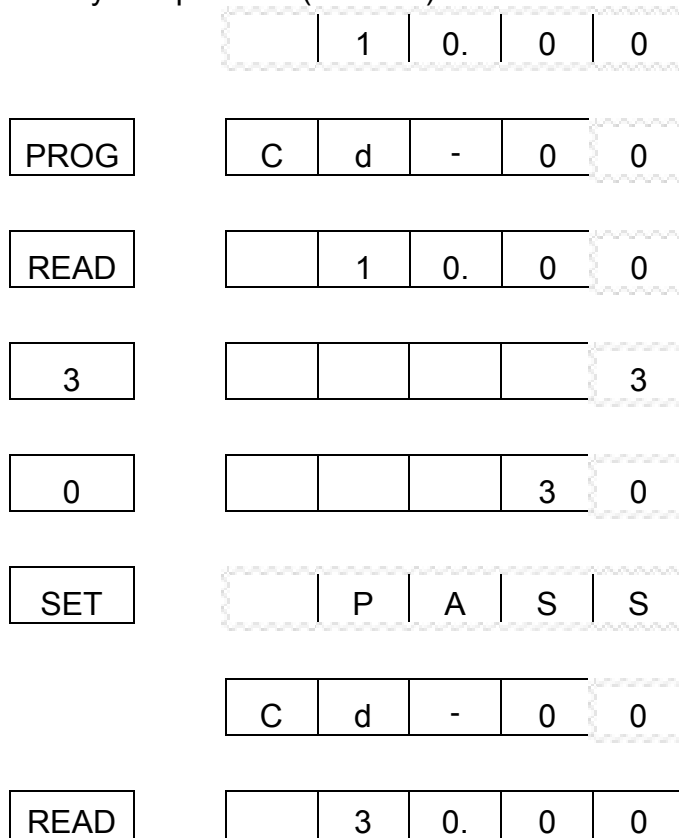 1 0. 0 0
PROG C d - 0 0
READ 1 0. 0 0
3 3
0 3 0
SET P A S S
C d - 0 0
READ 3 0. 0 0